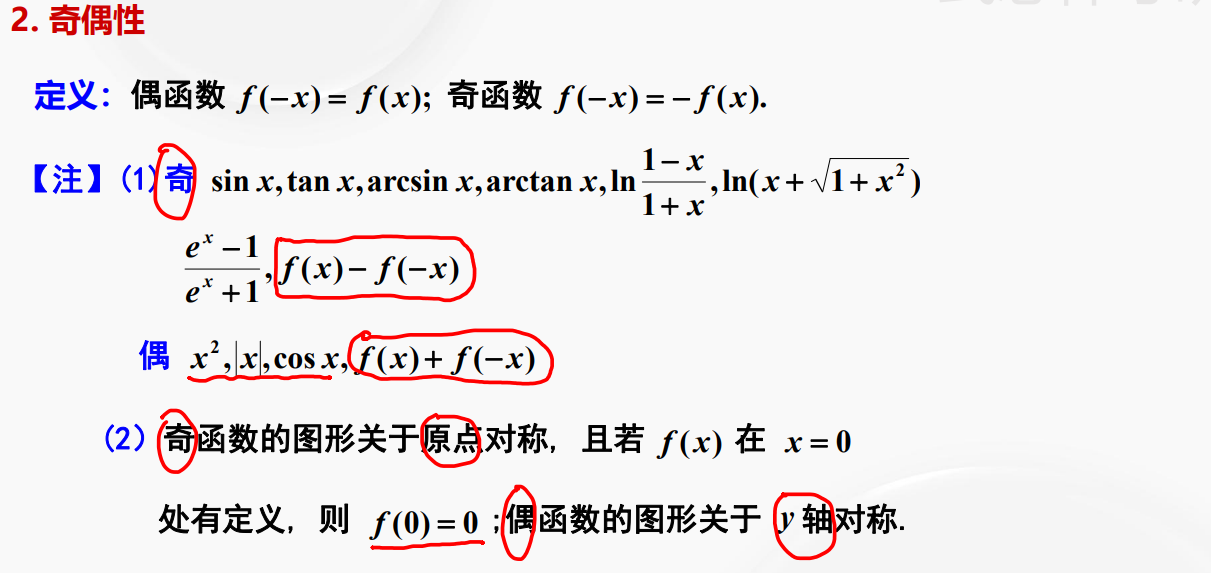 2. 奇偶性
定义：偶函数 f(−x) = f(x); 奇函数 f(−x) = −f(x).
【注】(1) 奇 sin x, tan x, arcsin x, arctan x, ln \frac{1−x}{1+x}, ln(x + √(1+x²))
\frac{e^x −1}{e^x +1}, f(x) − f(−x)
偶 x², |x|, cos x, f(x) + f(−x)
(2) 奇函数的图形关于原点对称，且若 f(x) 在 x = 0
处有定义，则 f(0) = 0 ；偶函数的图形关于 y 轴对称.